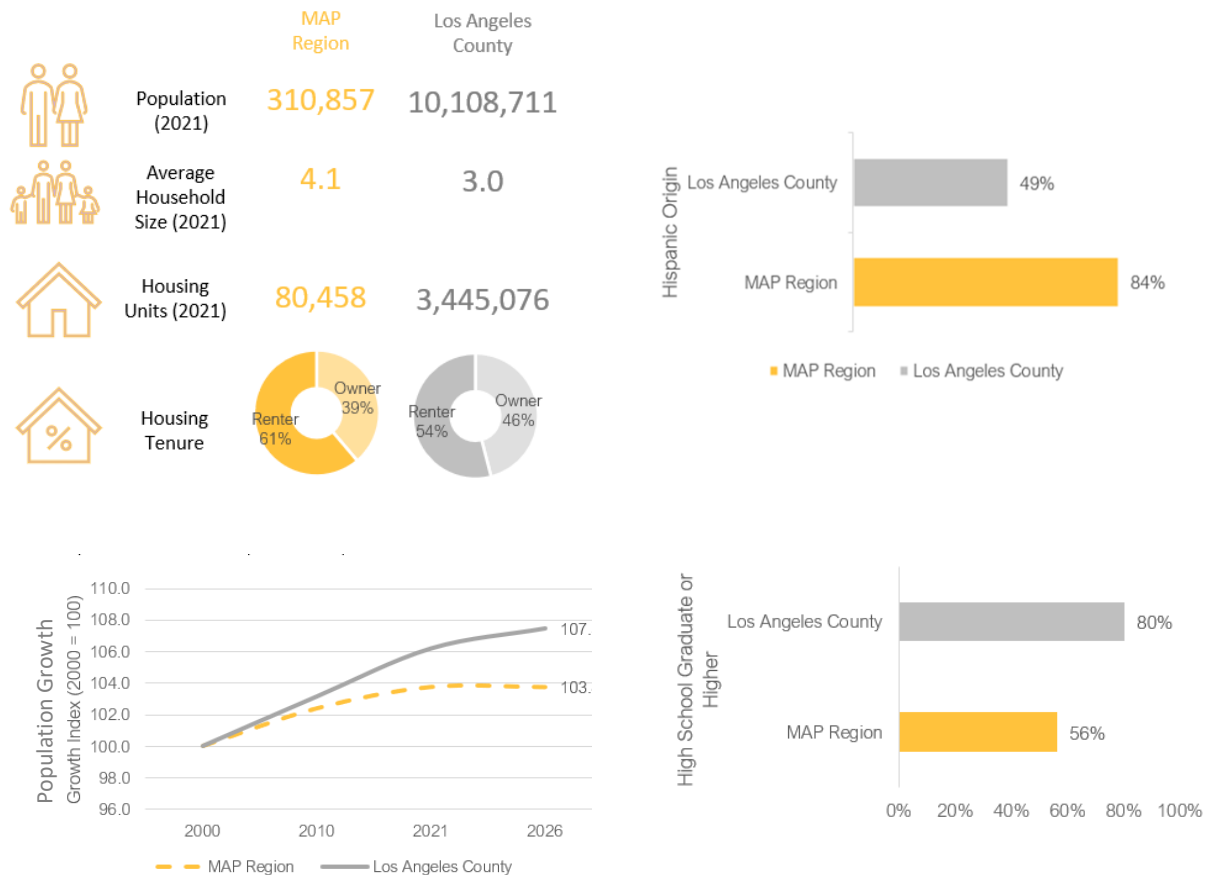 MAP
Region
Los Angeles
County
Population
(2021)
310,857
10,108,711
Average
Household
Size (2021)
4.1
3.0
Housing
Units (2021)
80,458
3,445,076
Housing
Tenure
Owner
39%
Renter
61%
Owner
46%
Renter
54%
Hispanic Origin
Los Angeles County
49%
MAP Region
84%
MAP Region
Los Angeles County
Population Growth
Growth Index (2000 = 100)
110.0
108.0
106.0
104.0
102.0
100.0
98.0
96.0
107.
103.
2000
2010
2021
2026
MAP Region
Los Angeles County
High School Graduate or
Higher
Los Angeles County
80%
MAP Region
56%
0%
20%
40%
60%
80%
100%